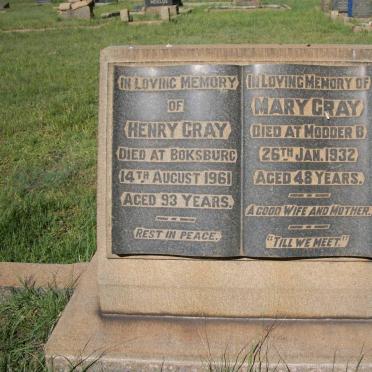 IN LOVING MEMORY
OF
HENRY GRAY
DIED AT BOKSBURG
14TH AUGUST 1961
AGED 93 YEARS.
REST IN PEACE.
IN LOVING MEMORY OF
MARY GRAY
DIED AT MODDER B
26TH JAN. 1932
AGED 48 YEARS.
A GOOD WIFE AND MOTHER.
"TILL WE MEET."